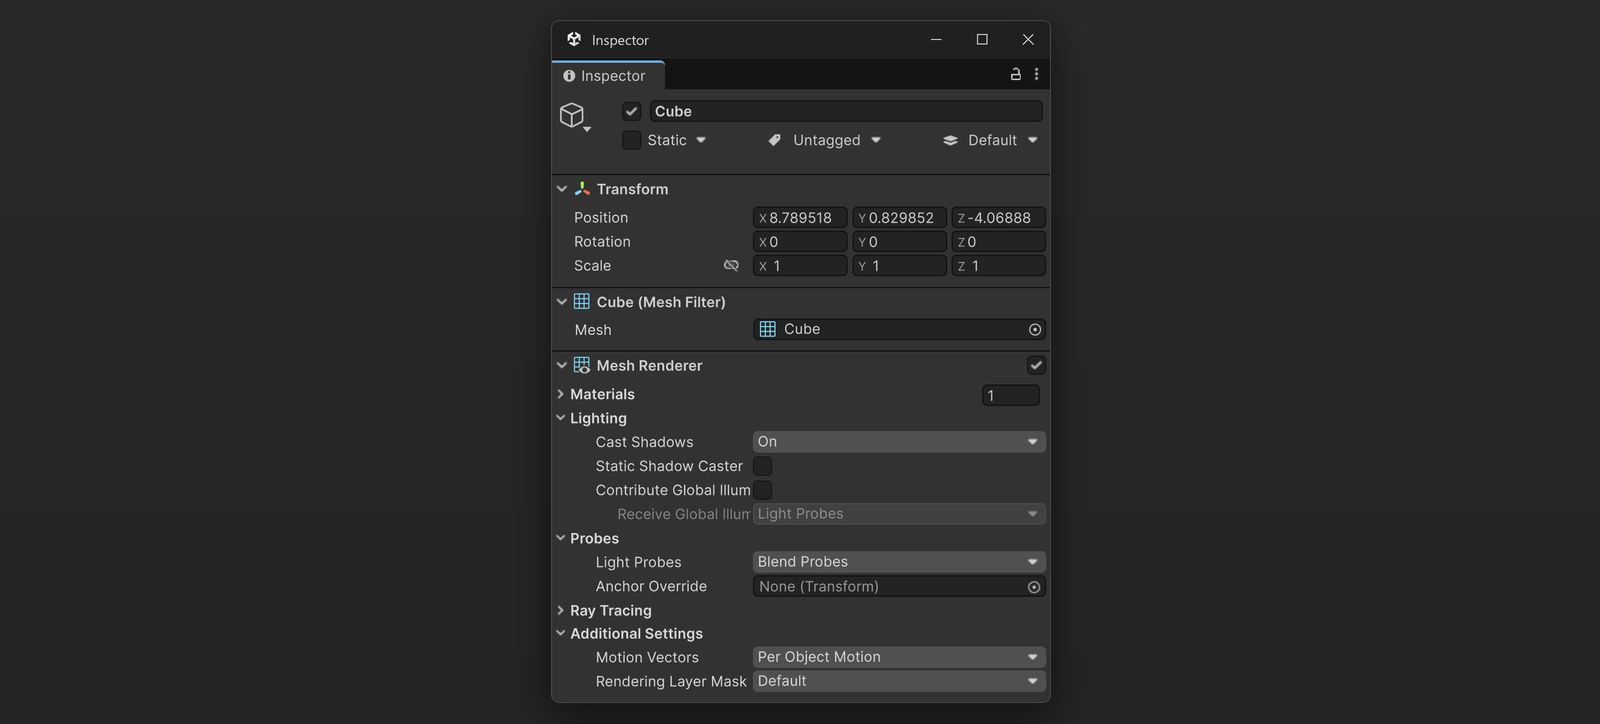 Inspector
Inspector
Cube
Static Untagged Default
Transform
Position X 8.789518 Y 0.829852 Z -4.06888
Rotation X 0 Y 0 Z 0
Scale X 1 Y 1 Z 1
Cube (Mesh Filter)
Mesh Cube
Mesh Renderer
Materials 1
Lighting
Cast Shadows On
Static Shadow Caster
Contribute Global Illum
Receive Global Illum Light Probes
Probes
Light Probes Blend Probes
Anchor Override None (Transform)
Ray Tracing
Additional Settings
Motion Vectors Per Object Motion
Rendering Layer Mask Default